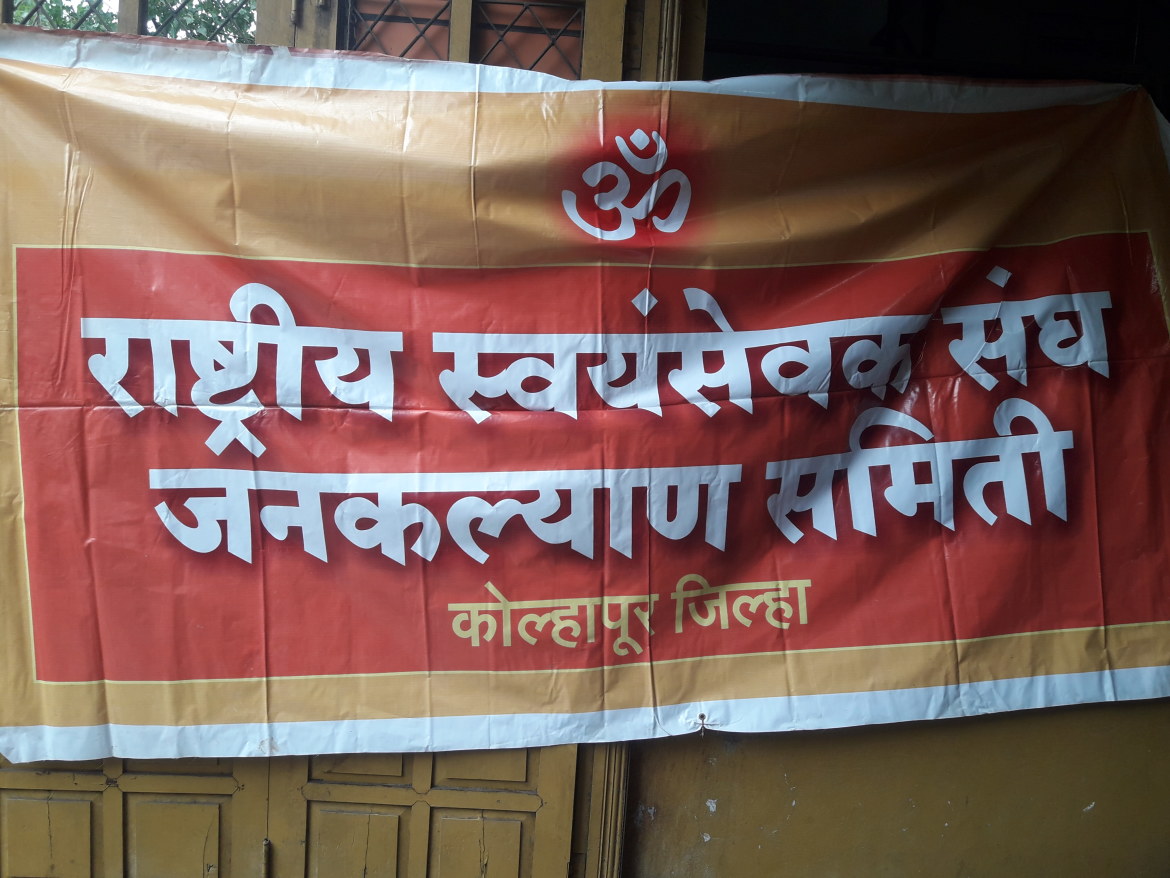 ॐ
राष्ट्रीय स्वयंसेवक संघ
जनकल्याण समिती
कोल्हापूर जिल्हा